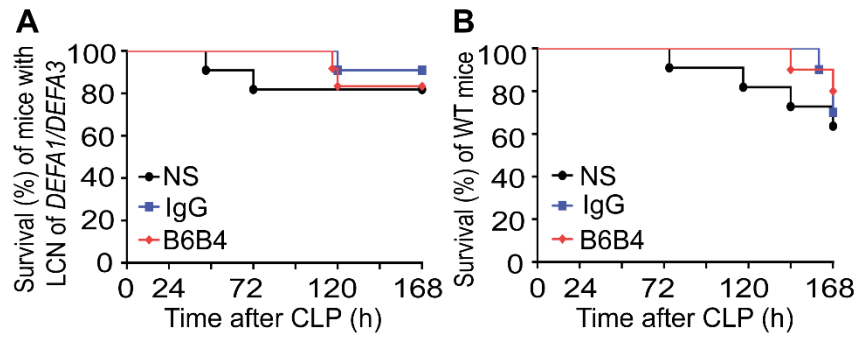 A
Survival (%) of mice with
LCN of DEFA1/DEFA3
100
80
60
40
20
0
NS
IgG
B6B4
0 24 72 120 168
Time after CLP (h)
B
Survival (%) of WT mice
100
80
60
40
20
0
NS
IgG
B6B4
0 24 72 120 168
Time after CLP (h)